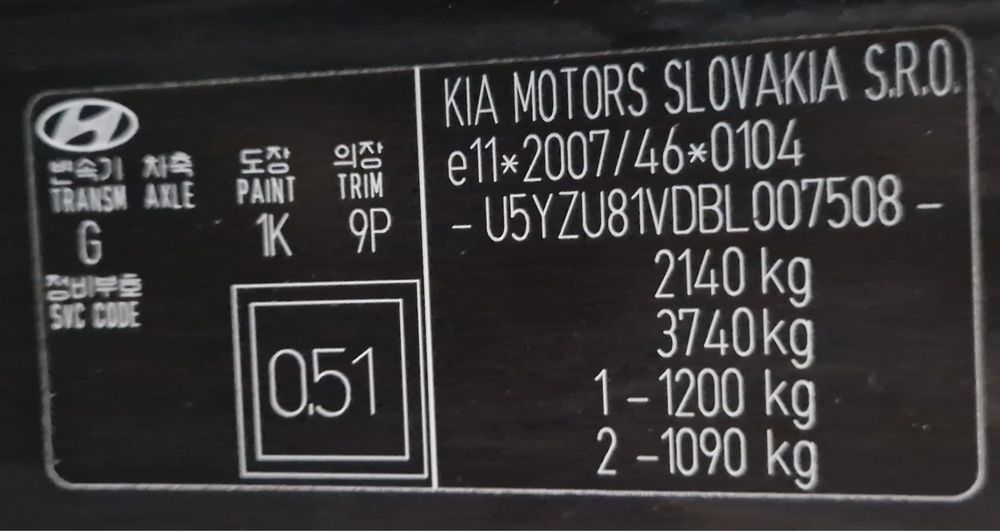 변속기 차축 도장 의장
TRANSM AXLE PAINT TRIM
G 1K 9P
정비부호
SVC CODE
0.51
KIA MOTORS SLOVAKIA S.R.O.
e11*2007/46*0104
- U5YZU81VDBL007508 -
2140 kg
3740 kg
1 - 1200 kg
2 - 1090 kg